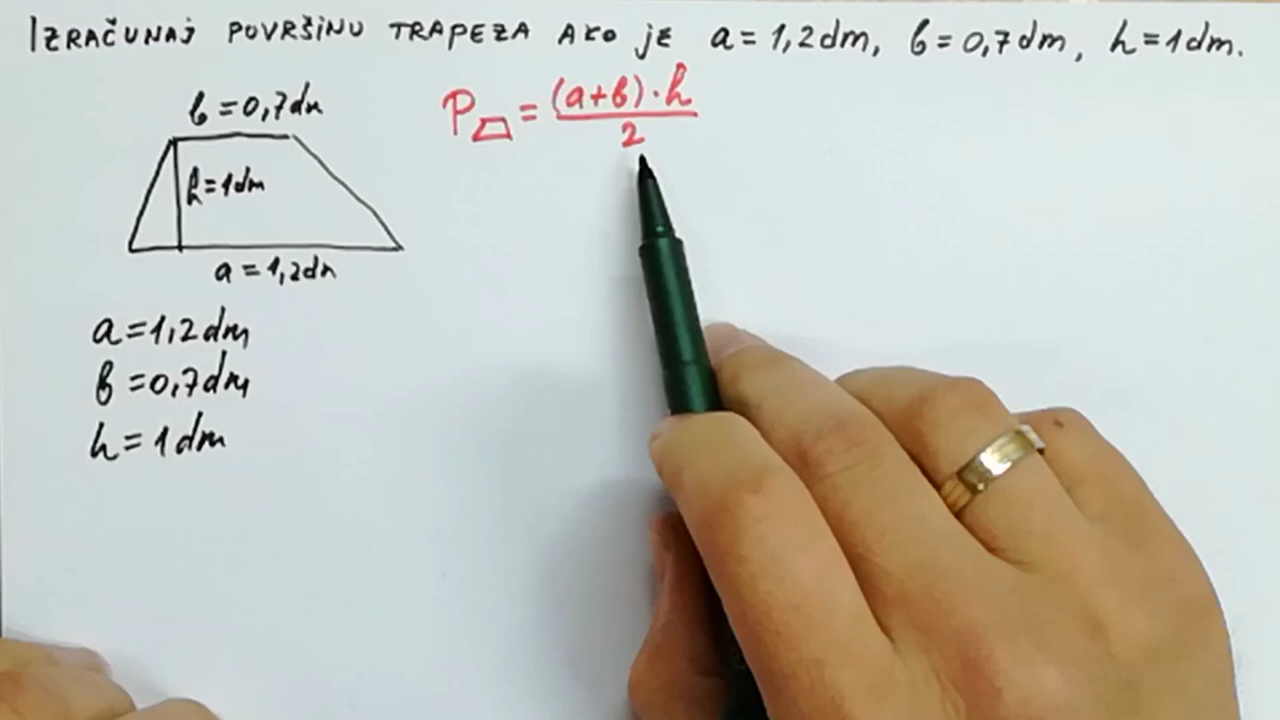 IZRAČUNAJ POVRŠINU TRAPEZA AKO JE a=1,2dm, b=0,7dm, h=1dm.
b=0,7dm
P▱=(a+b)·h/2
h=1dm
a=1,2dm
a=1,2dm
b=0,7dm
h=1dm